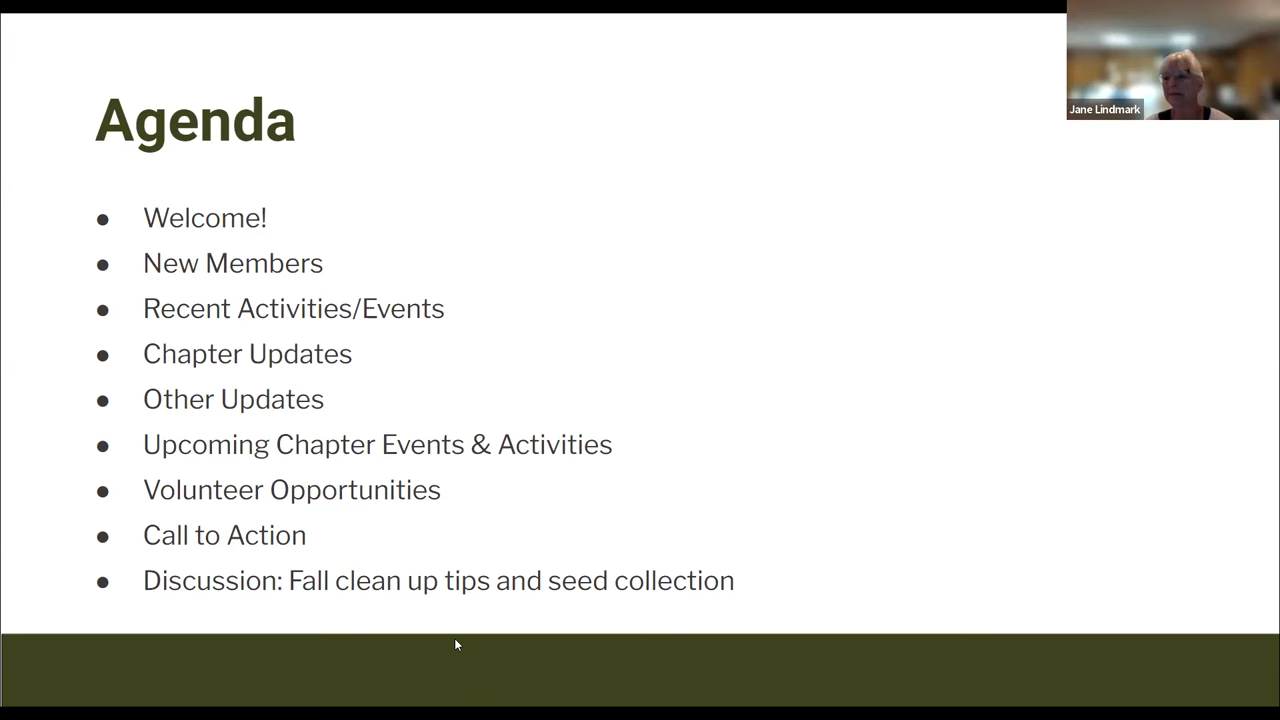 Agenda
Jane Lindmark
● Welcome!
● New Members
● Recent Activities/Events
● Chapter Updates
● Other Updates
● Upcoming Chapter Events & Activities
● Volunteer Opportunities
● Call to Action
● Discussion: Fall clean up tips and seed collection